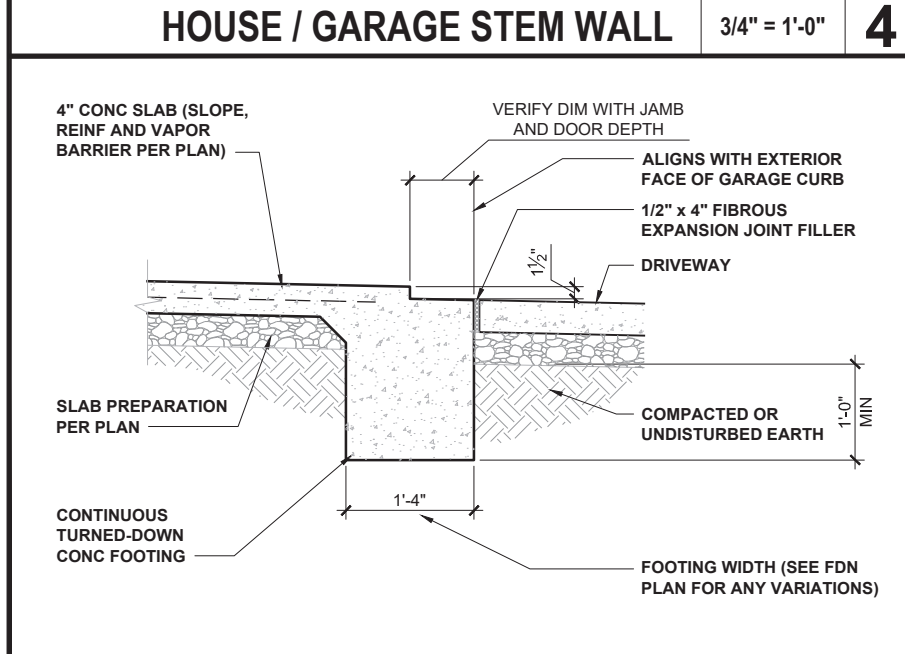 HOUSE / GARAGE STEM WALL
3/4" = 1'-0"
4
4" CONC SLAB (SLOPE,
REINF AND VAPOR
BARRIER PER PLAN)
VERIFY DIM WITH JAMB
AND DOOR DEPTH
ALIGNS WITH EXTERIOR
FACE OF GARAGE CURB
1/2" x 4" FIBROUS
EXPANSION JOINT FILLER
1½"
DRIVEWAY
SLAB PREPARATION
PER PLAN
COMPACTED OR
UNDISTURBED EARTH
1'-0"
MIN
1'-4"
CONTINUOUS
TURNED-DOWN
CONC FOOTING
FOOTING WIDTH (SEE FDN
PLAN FOR ANY VARIATIONS)